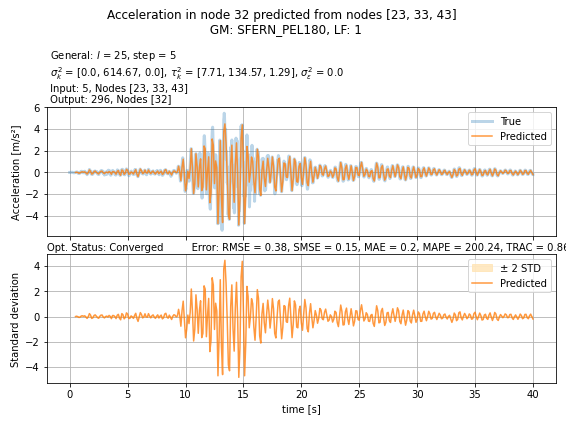 Acceleration in node 32 predicted from nodes [23, 33, 43]
GM: SFERN_PEL180, LF: 1
General: l = 25, step = 5
σ²ₖ = [0.0, 614.67, 0.0], τ²ₖ = [7.71, 134.57, 1.29], σ²ₑ = 0.0
Input: 5, Nodes [23, 33, 43]
Output: 296, Nodes [32]
6
4
2
0
−2
−4
Acceleration [m/s²]
True
Predicted
Opt. Status: Converged Error: RMSE = 0.38, SMSE = 0.15, MAE = 0.2, MAPE = 200.24, TRAC = 0.86
4
2
0
−2
−4
Standard deviation
± 2 STD
Predicted
0 5 10 15 20 25 30 35 40
time [s]